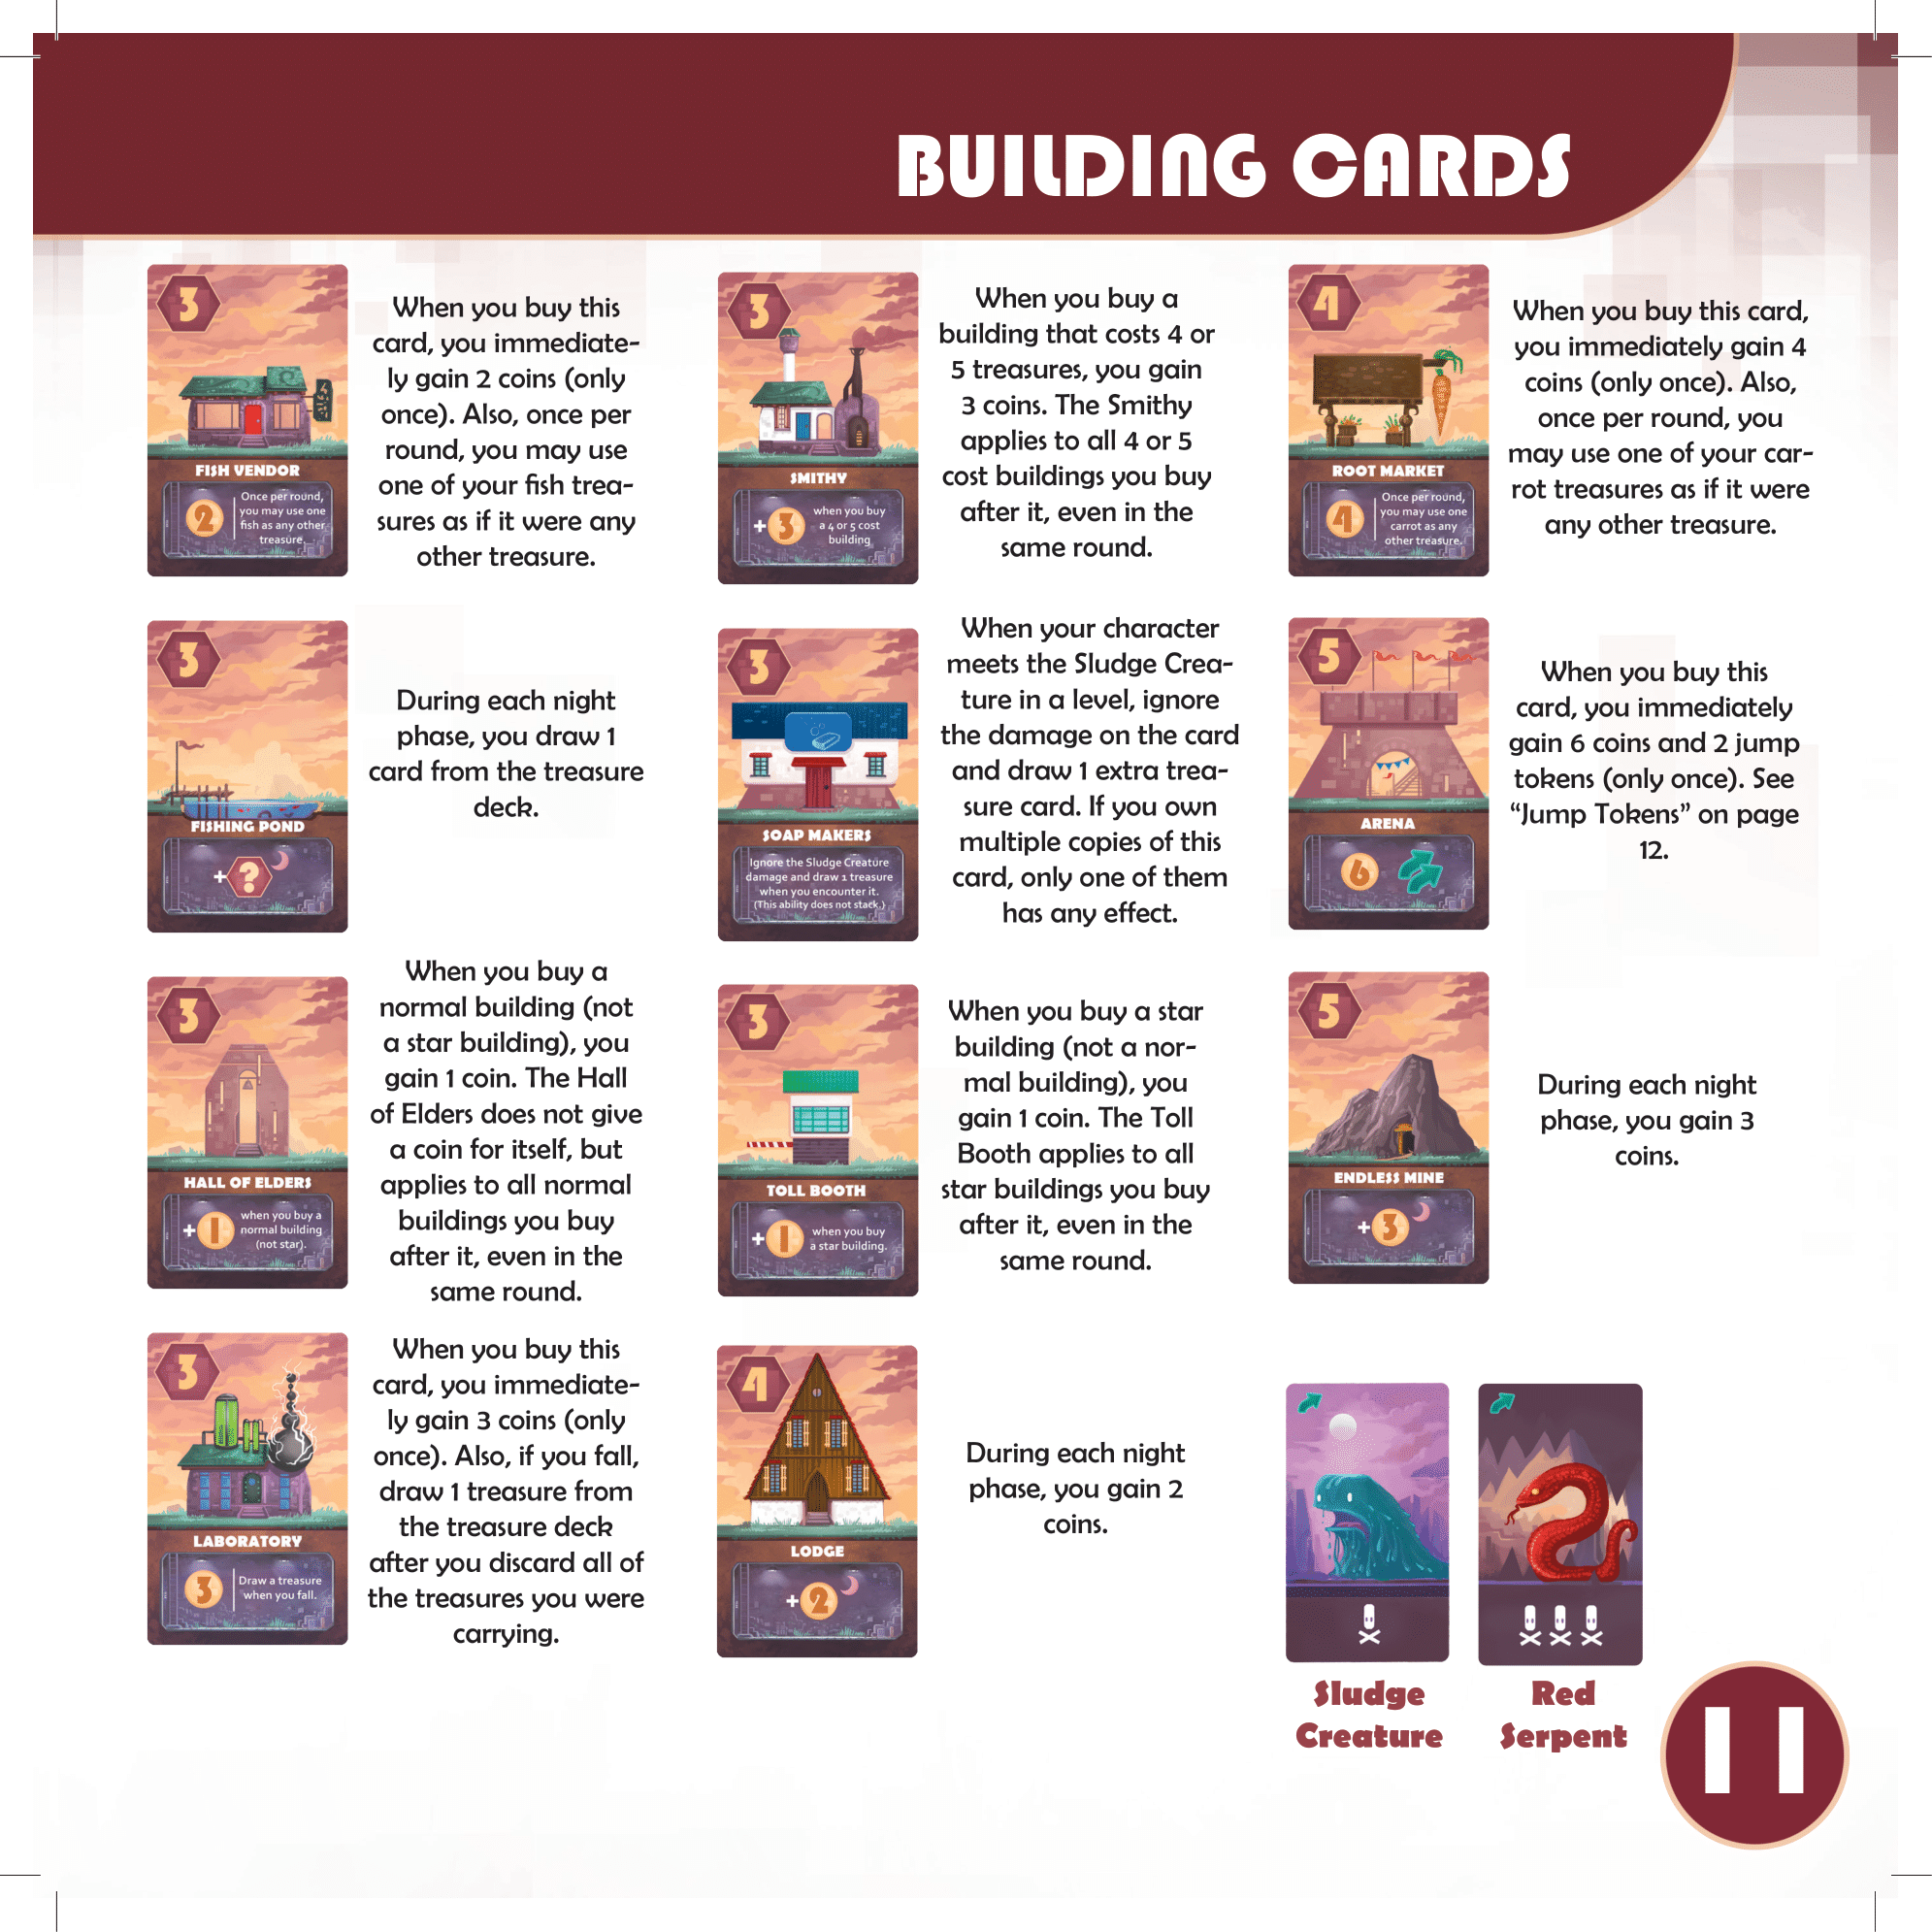 BUILDING CARDS
3
FISH VENDOR
2
Once per round,
you may use one
fish as any other
treasure.
When you buy this
card, you immediate-
ly gain 2 coins (only
once). Also, once per
round, you may use
one of your fish trea-
sures as if it were any
other treasure.
3
FISHING POND
+?
During each night
phase, you draw 1
card from the treasure
deck.
3
HALL OF ELDERS
+1
when you buy a
normal building
(not star).
When you buy a
normal building (not
a star building), you
gain 1 coin. The Hall
of Elders does not give
a coin for itself, but
applies to all normal
buildings you buy
after it, even in the
same round.
3
LABORATORY
3
Draw a treasure
when you fall.
When you buy this
card, you immediate-
ly gain 3 coins (only
once). Also, if you fall,
draw 1 treasure from
the treasure deck
after you discard all of
the treasures you were
carrying.
3
SMITHY
+3
when you buy
a 4 or 5 cost
building
When you buy a
building that costs 4 or
5 treasures, you gain
3 coins. The Smithy
applies to all 4 or 5
cost buildings you buy
after it, even in the
same round.
3
SOAP MAKERS
Ignore the Sludge Creature
damage and draw 1 treasure
when you encounter it.
(This ability does not stack.)
When your character
meets the Sludge Crea-
ture in a level, ignore
the damage on the card
and draw 1 extra trea-
sure card. If you own
multiple copies of this
card, only one of them
has any effect.
3
TOLL BOOTH
+1
when you buy
a star building.
When you buy a star
building (not a nor-
mal building), you
gain 1 coin. The Toll
Booth applies to all
star buildings you buy
after it, even in the
same round.
4
LODGE
+2
During each night
phase, you gain 2
coins.
4
ROOT MARKET
4
Once per round,
you may use one
carrot as any
other treasure.
When you buy this card,
you immediately gain 4
coins (only once). Also,
once per round, you
may use one of your car-
rot treasures as if it were
any other treasure.
5
ARENA
6
When you buy this
card, you immediately
gain 6 coins and 2 jump
tokens (only once). See
“Jump Tokens” on page
12.
5
ENDLESS MINE
+3
During each night
phase, you gain 3
coins.
Sludge
Creature
Red
Serpent
11